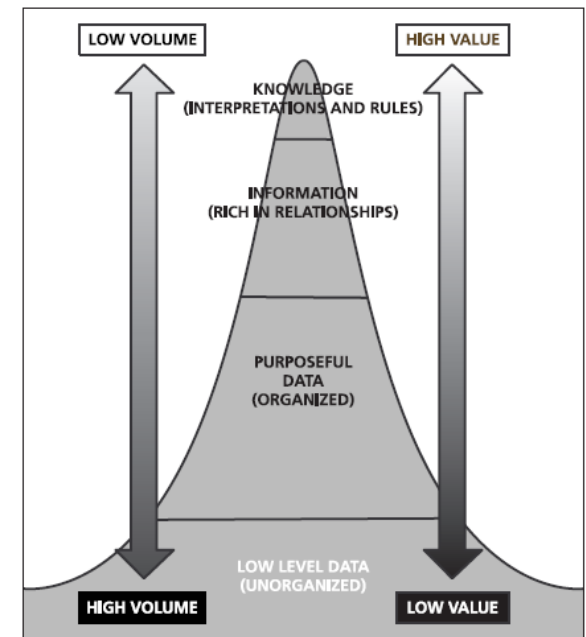 LOW VOLUME
HIGH VALUE
KNOWLEDGE
(INTERPRETATIONS AND RULES)
INFORMATION
(RICH IN RELATIONSHIPS)
PURPOSEFUL
DATA
(ORGANIZED)
LOW LEVEL DATA
(UNORGANIZED)
HIGH VOLUME
LOW VALUE